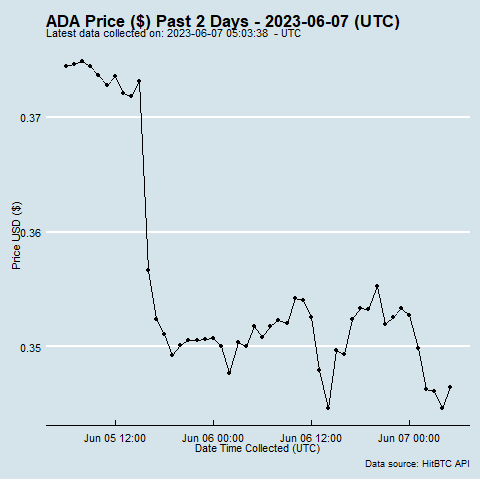 ADA Price ($) Past 2 Days - 2023-06-07 (UTC)
Latest data collected on: 2023-06-07 05:03:38 - UTC
0.37
0.36
0.35
Price USD ($)
Jun 05 12:00
Jun 06 00:00
Jun 06 12:00
Jun 07 00:00
Date Time Collected (UTC)
Data source: HitBTC API